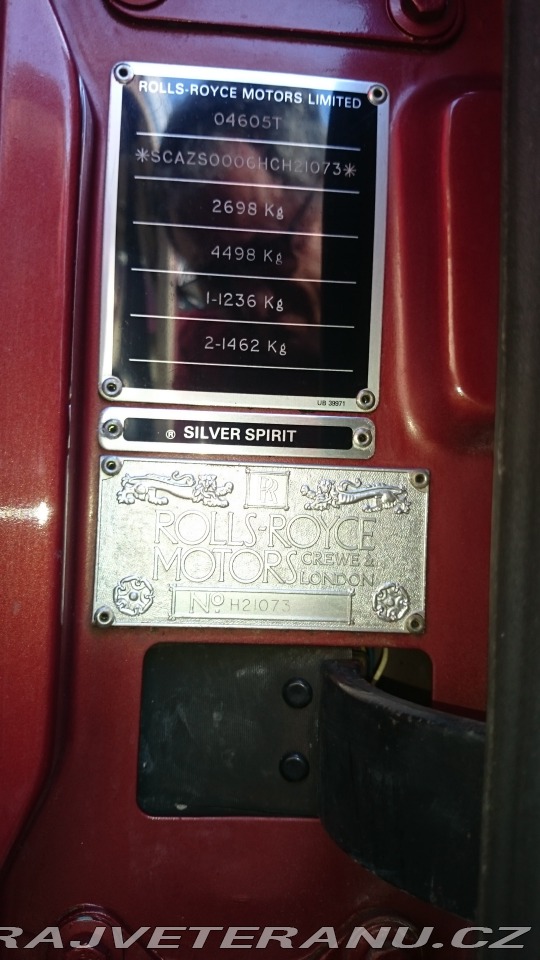 ROLLS-ROYCE MOTORS LIMITED
04605T
*SCAZS0006HCH21073*
2698 Kg
4498 Kg
1-1236 Kg
2-1462 Kg
UB 39971
® SILVER SPIRIT
RR
ROLLS-ROYCE
MOTORS CREWE &
LONDON
No H21073
RAJVETERANU.CZ